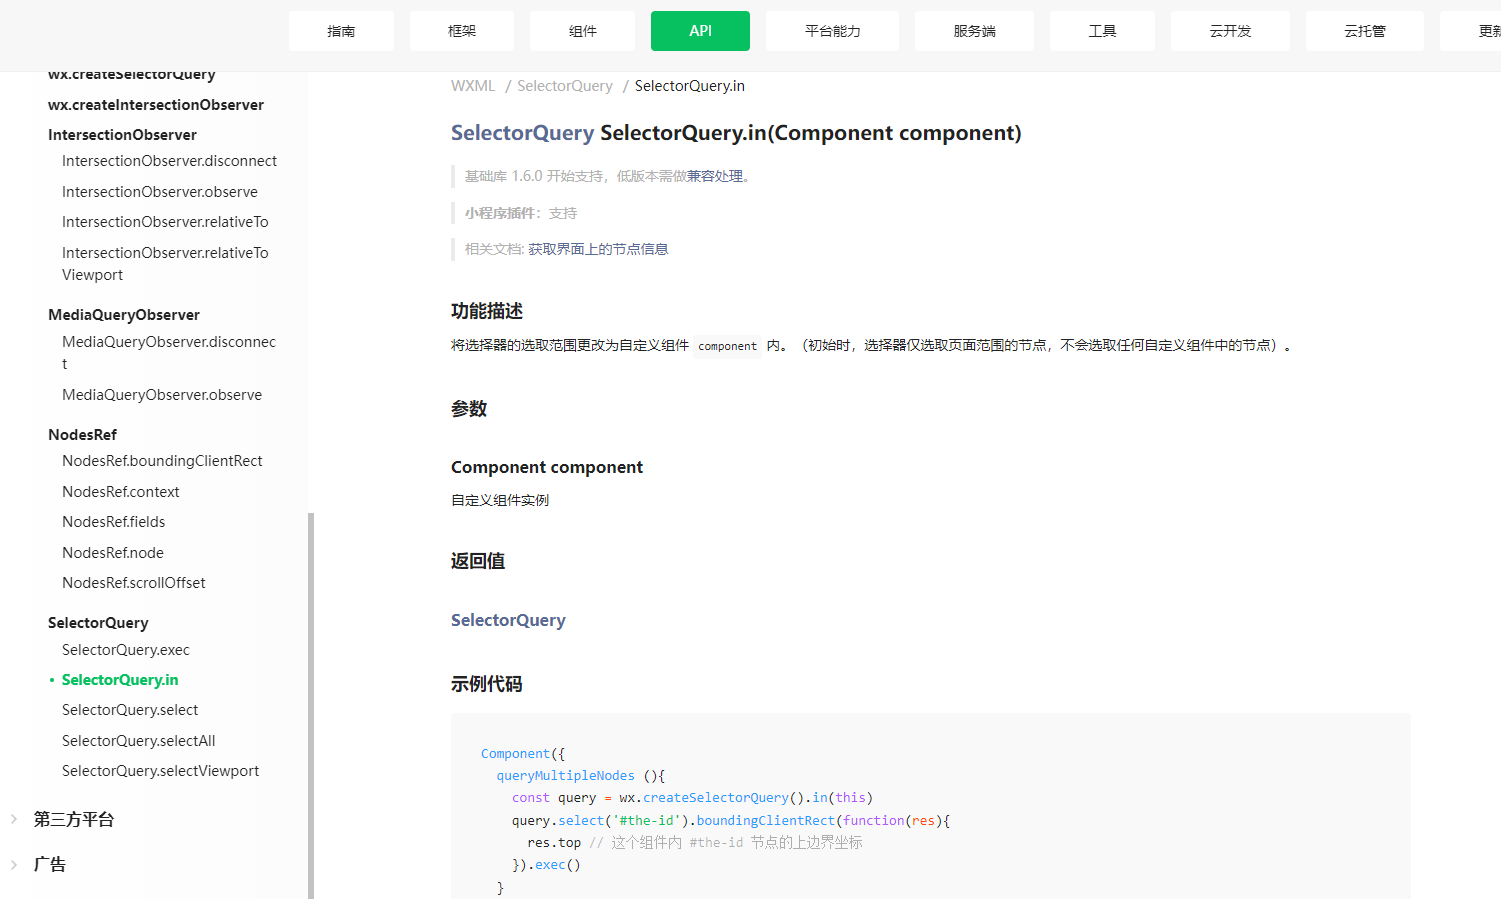 指南
框架
组件
API
平台能力
服务端
工具
云开发
云托管
更新
wx.createSelectorQuery
wx.createIntersectionObserver
IntersectionObserver
IntersectionObserver.disconnect
IntersectionObserver.observe
IntersectionObserver.relativeTo
IntersectionObserver.relativeTo
Viewport
MediaQueryObserver
MediaQueryObserver.disconnec
t
MediaQueryObserver.observe
NodesRef
NodesRef.boundingClientRect
NodesRef.context
NodesRef.fields
NodesRef.node
NodesRef.scrollOffset
SelectorQuery
SelectorQuery.exec
• SelectorQuery.in
SelectorQuery.select
SelectorQuery.selectAll
SelectorQuery.selectViewport
第三方平台
广告
WXML / SelectorQuery / SelectorQuery.in
SelectorQuery SelectorQuery.in(Component component)
基础库 1.6.0 开始支持，低版本需做兼容处理。
小程序插件：支持
相关文档: 获取界面上的节点信息
功能描述
将选择器的选取范围更改为自定义组件 component 内。（初始时，选择器仅选取页面范围的节点，不会选取任何自定义组件中的节点）。
参数
Component component
自定义组件实例
返回值
SelectorQuery
示例代码
Component({
queryMultipleNodes (){
const query = wx.createSelectorQuery().in(this)
query.select('#the-id').boundingClientRect(function(res){
res.top // 这个组件内 #the-id 节点的上边界坐标
}).exec()
}